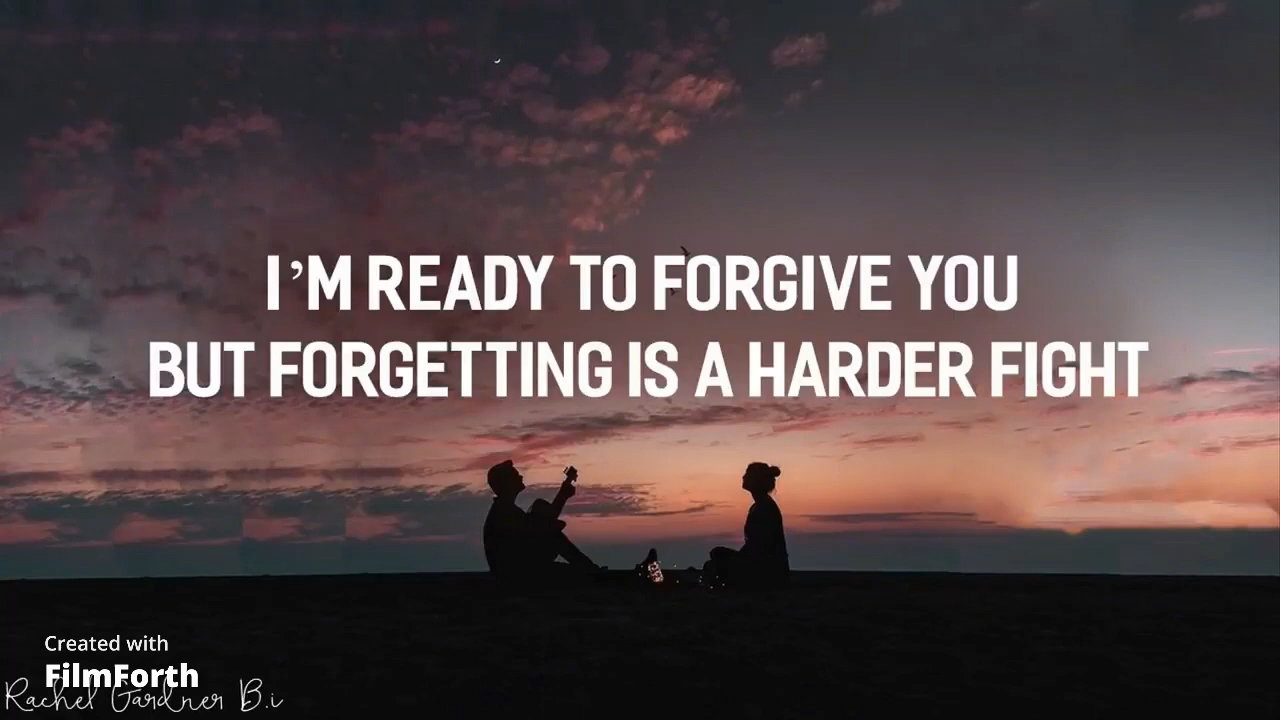 I'M READY TO FORGIVE YOU
BUT FORGETTING IS A HARDER FIGHT
Created with
FilmForth
Rachel Gardner B.i